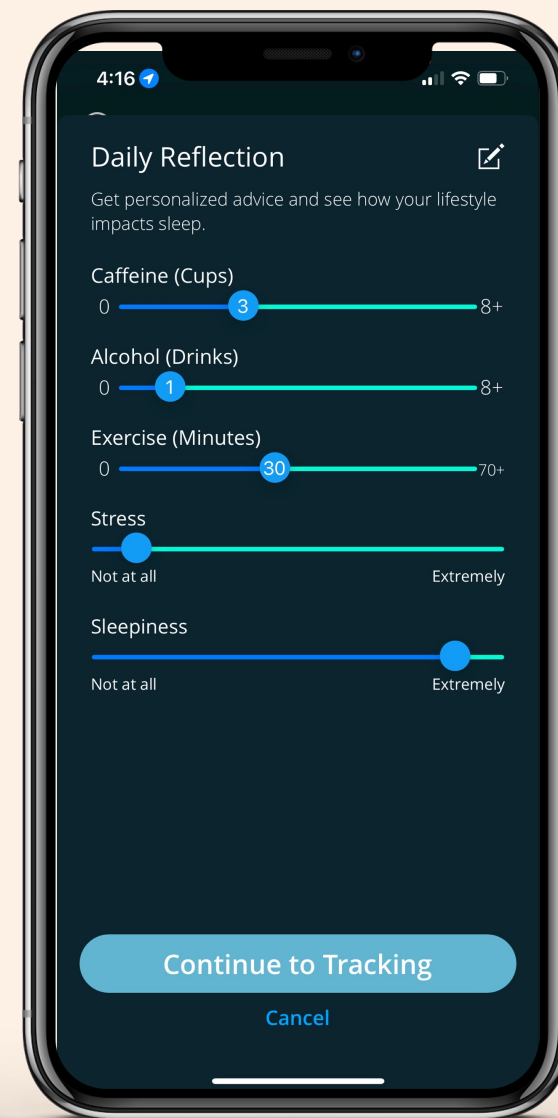 4:16
Daily Reflection
Get personalized advice and see how your lifestyle
impacts sleep.
Caffeine (Cups)
0 3 8+
Alcohol (Drinks)
0 1 8+
Exercise (Minutes)
0 30 70+
Stress
Not at all Extremely
Sleepiness
Not at all Extremely
Continue to Tracking
Cancel